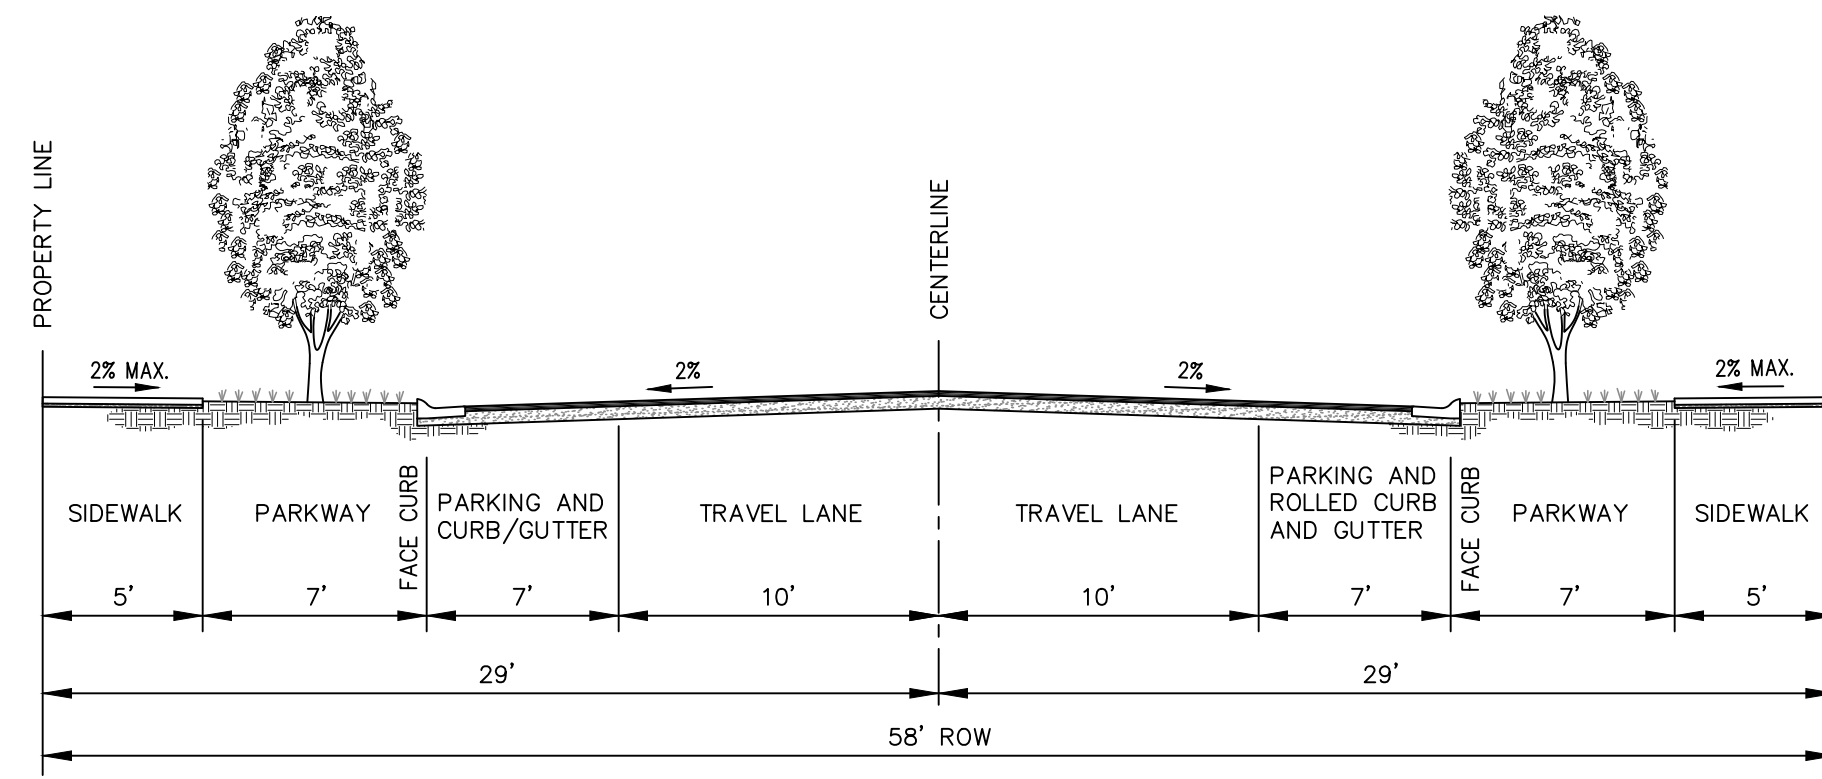 PROPERTY LINE
CENTERLINE
2% MAX.
2%
2%
2% MAX.
SIDEWALK
PARKWAY
FACE CURB
PARKING AND
CURB/GUTTER
TRAVEL LANE
TRAVEL LANE
PARKING AND
ROLLED CURB
AND GUTTER
FACE CURB
PARKWAY
SIDEWALK
5'
7'
7'
10'
10'
7'
7'
5'
29'
29'
58' ROW